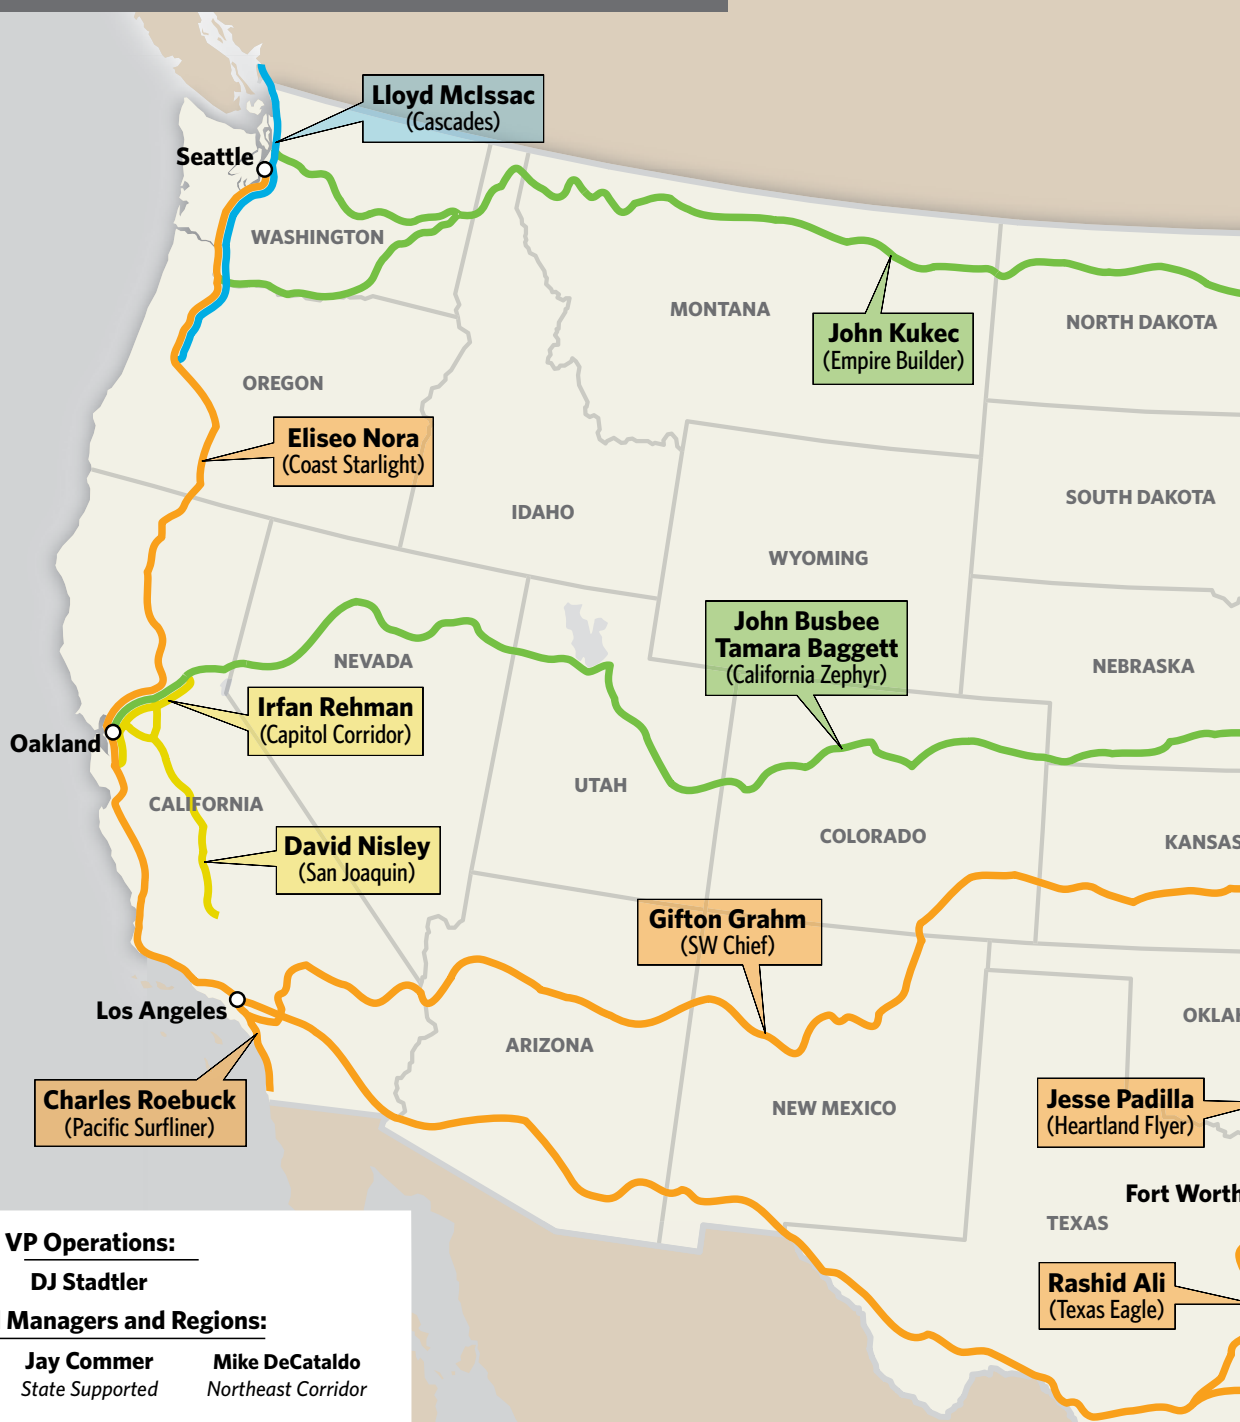 Lloyd McIssac
(Cascades)
Seattle
WASHINGTON
MONTANA
NORTH DAKOTA
John Kukec
(Empire Builder)
OREGON
Eliseo Nora
(Coast Starlight)
IDAHO
SOUTH DAKOTA
WYOMING
John Busbee
Tamara Baggett
(California Zephyr)
NEVADA
NEBRASKA
Irfan Rehman
(Capitol Corridor)
Oakland
UTAH
CALIFORNIA
COLORADO
KANSAS
David Nisley
(San Joaquin)
Gifton Grahm
(SW Chief)
Los Angeles
OKLAH
ARIZONA
Charles Roebuck
(Pacific Surfliner)
NEW MEXICO
Jesse Padilla
(Heartland Flyer)
Fort Worth
TEXAS
VP Operations:
DJ Stadtler
Rashid Ali
(Texas Eagle)
Managers and Regions:
Jay Commer
State Supported
Mike DeCataldo
Northeast Corridor